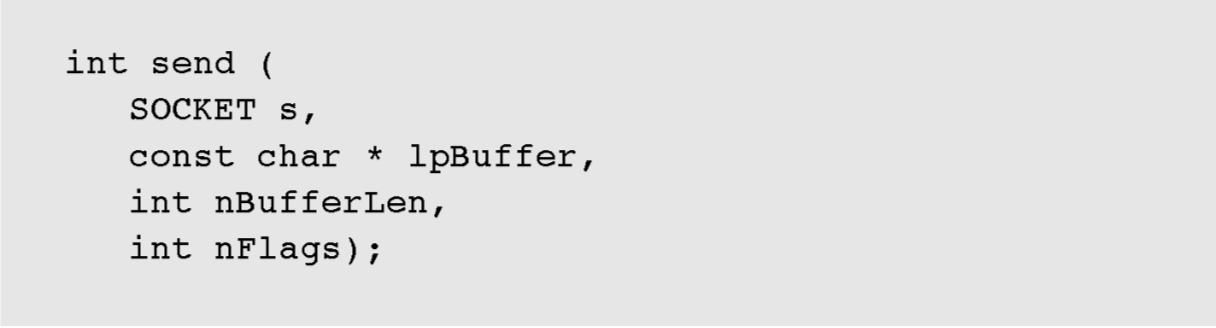 int send (
SOCKET s,
const char * lpBuffer,
int nBufferLen,
int nFlags);